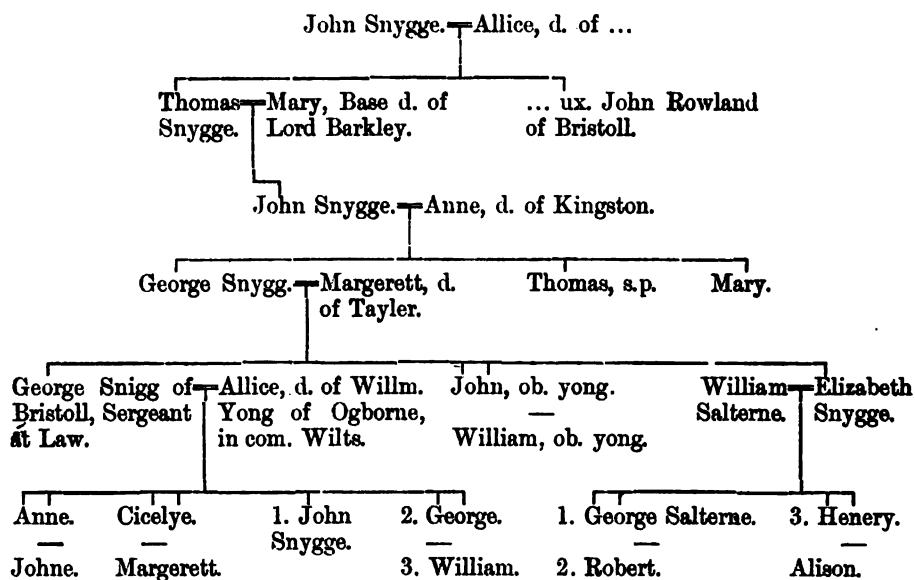 John Snygge. Allice, d. of ...
Thomas Mary, Base d. of ... ux. John Rowland
Snygge. Lord Barkley. of Bristoll.
John Snygge. Anne, d. of Kingston.
George Snygg. Margerett, d. Thomas, s.p. Mary.
of Tayler.
George Snigg of Allice, d. of Willm. John, ob. yong. William Elizabeth
Bristoll, Sergeant Yong of Ogborne, — Salterne. Snygge.
at Law. in com. Wilts. William, ob. yong.
Anne. Cicelye. 1. John 2. George. 1. George Salterne. 3. Henery.
— — Snygge. — — —
Johne. Margerett. 3. William. 2. Robert. Alison.